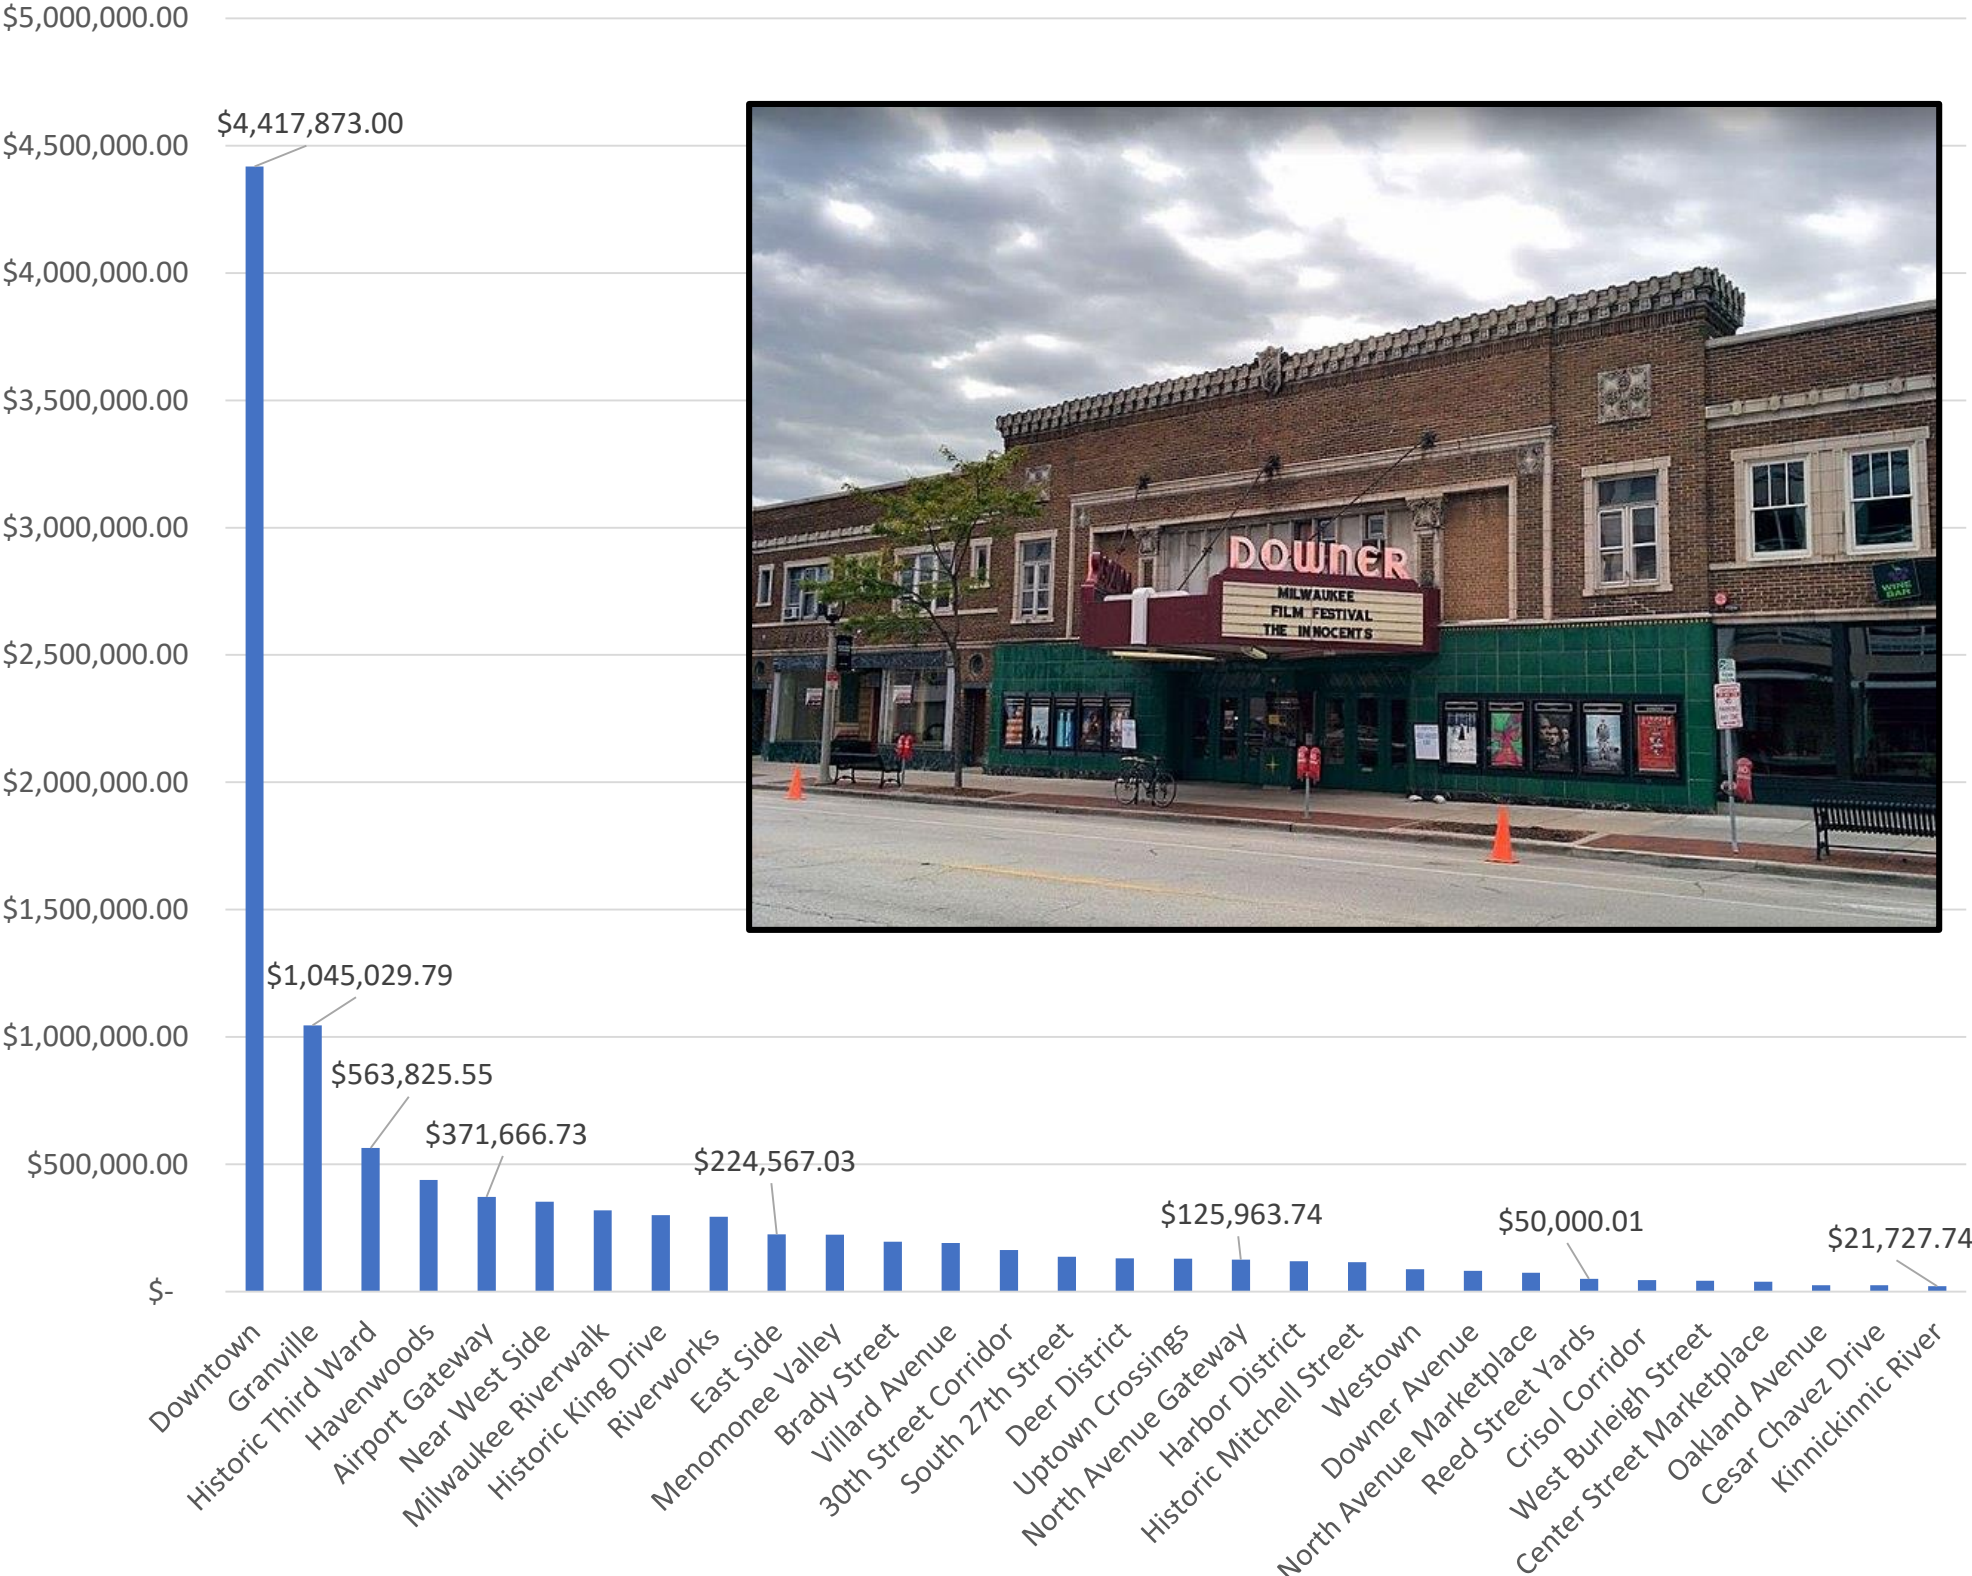 $5,000,000.00
$4,500,000.00
$4,000,000.00
$3,500,000.00
$3,000,000.00
$2,500,000.00
$2,000,000.00
$1,500,000.00
$1,000,000.00
$500,000.00
$-
$4,417,873.00
$1,045,029.79
$563,825.55
$371,666.73
$224,567.03
$125,963.74
$50,000.01
$21,727.74
DOWNER
MILWAUKEE
FILM FESTIVAL
THE INNOCENTS
WINE
BAR
Downtown
Granville
Historic Third Ward
Havenwoods
Airport Gateway
Near West Side
Milwaukee Riverwalk
Historic King Drive
Riverworks
East Side
Menomonee Valley
Brady Street
Villard Avenue
30th Street Corridor
South 27th Street
Deer District
Uptown Crossings
North Avenue Gateway
Harbor District
Historic Mitchell Street
Westown
Downer Avenue
North Avenue Marketplace
Reed Street Yards
Crisol Corridor
West Burleigh Street
Center Street Marketplace
Oakland Avenue
Cesar Chavez Drive
Kinnickinnic River